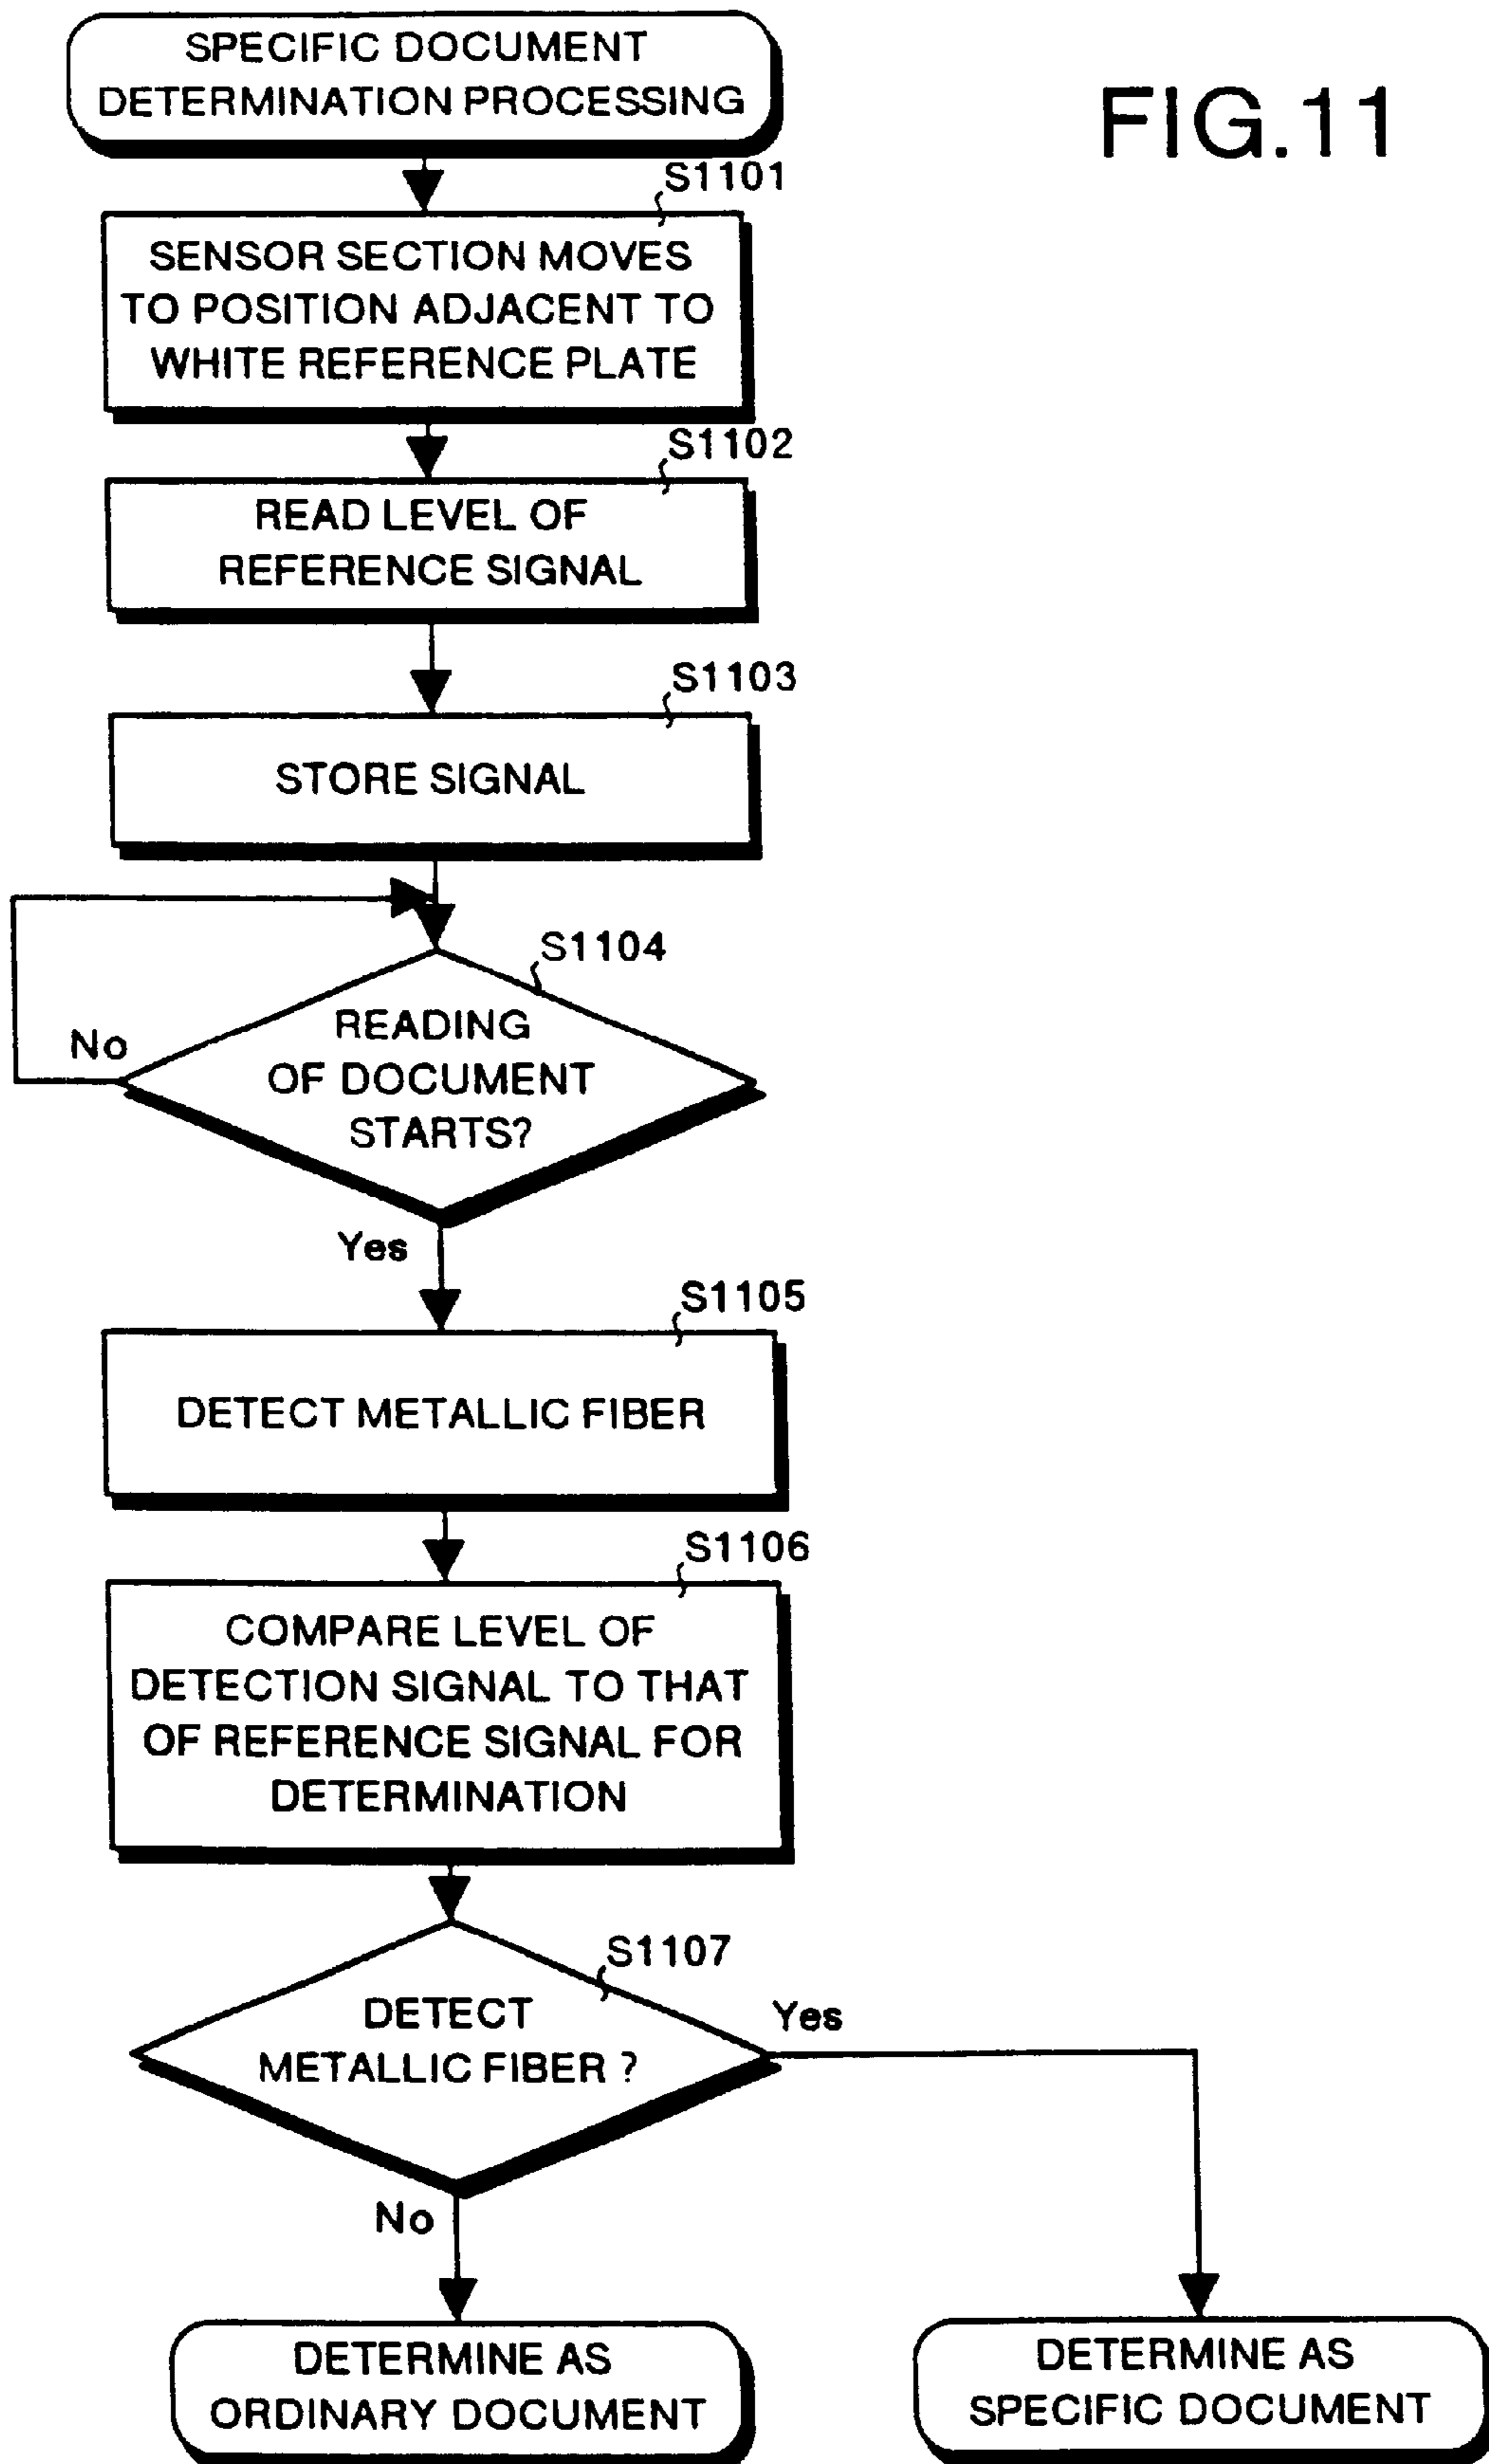 SPECIFIC DOCUMENT
DETERMINATION PROCESSING
FIG.11
S1101
SENSOR SECTION MOVES
TO POSITION ADJACENT TO
WHITE REFERENCE PLATE
S1102
READ LEVEL OF
REFERENCE SIGNAL
S1103
STORE SIGNAL
S1104
READING
OF DOCUMENT
STARTS?
No
Yes
S1105
DETECT METALLIC FIBER
S1106
COMPARE LEVEL OF
DETECTION SIGNAL TO THAT
OF REFERENCE SIGNAL FOR
DETERMINATION
S1107
DETECT
METALLIC FIBER ?
Yes
No
DETERMINE AS
ORDINARY DOCUMENT
DETERMINE AS
SPECIFIC DOCUMENT